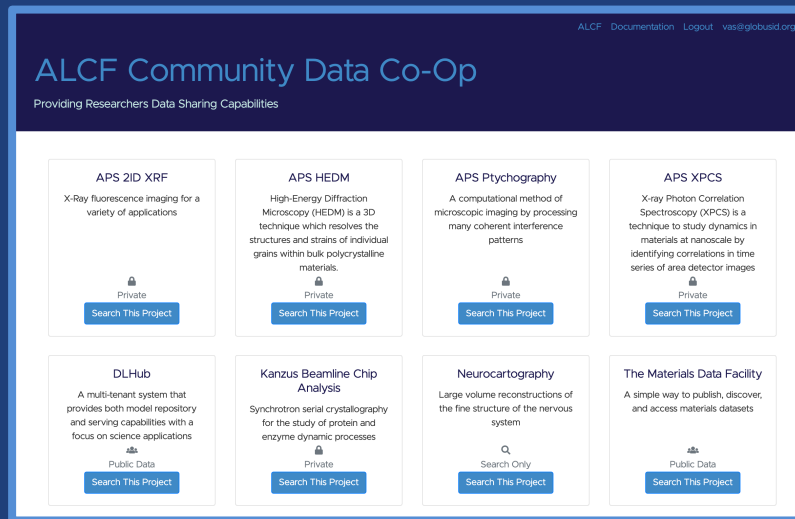 ALCF Documentation Logout vas@globusid.org
ALCF Community Data Co-Op
Providing Researchers Data Sharing Capabilities
APS 2ID XRF
X-Ray fluorescence imaging for a
variety of applications
Private
Search This Project
APS HEDM
High-Energy Diffraction
Microscopy (HEDM) is a 3D
technique which resolves the
structures and strains of individual
grains within bulk polycrystalline
materials.
Private
Search This Project
APS Ptychography
A computational method of
microscopic imaging by processing
many coherent interference
patterns
Private
Search This Project
APS XPCS
X-ray Photon Correlation
Spectroscopy (XPCS) is a
technique to study dynamics in
materials at nanoscale by
identifying correlations in time
series of area detector images
Private
Search This Project
DLHub
A multi-tenant system that
provides both model repository
and serving capabilities with a
focus on science applications
Public Data
Search This Project
Kanzus Beamline Chip
Analysis
Synchrotron serial crystallography
for the study of protein and
enzyme dynamic processes
Private
Search This Project
Neurocartography
Large volume reconstructions of
the fine structure of the nervous
system
Search Only
Search This Project
The Materials Data Facility
A simple way to publish, discover,
and access materials datasets
Public Data
Search This Project